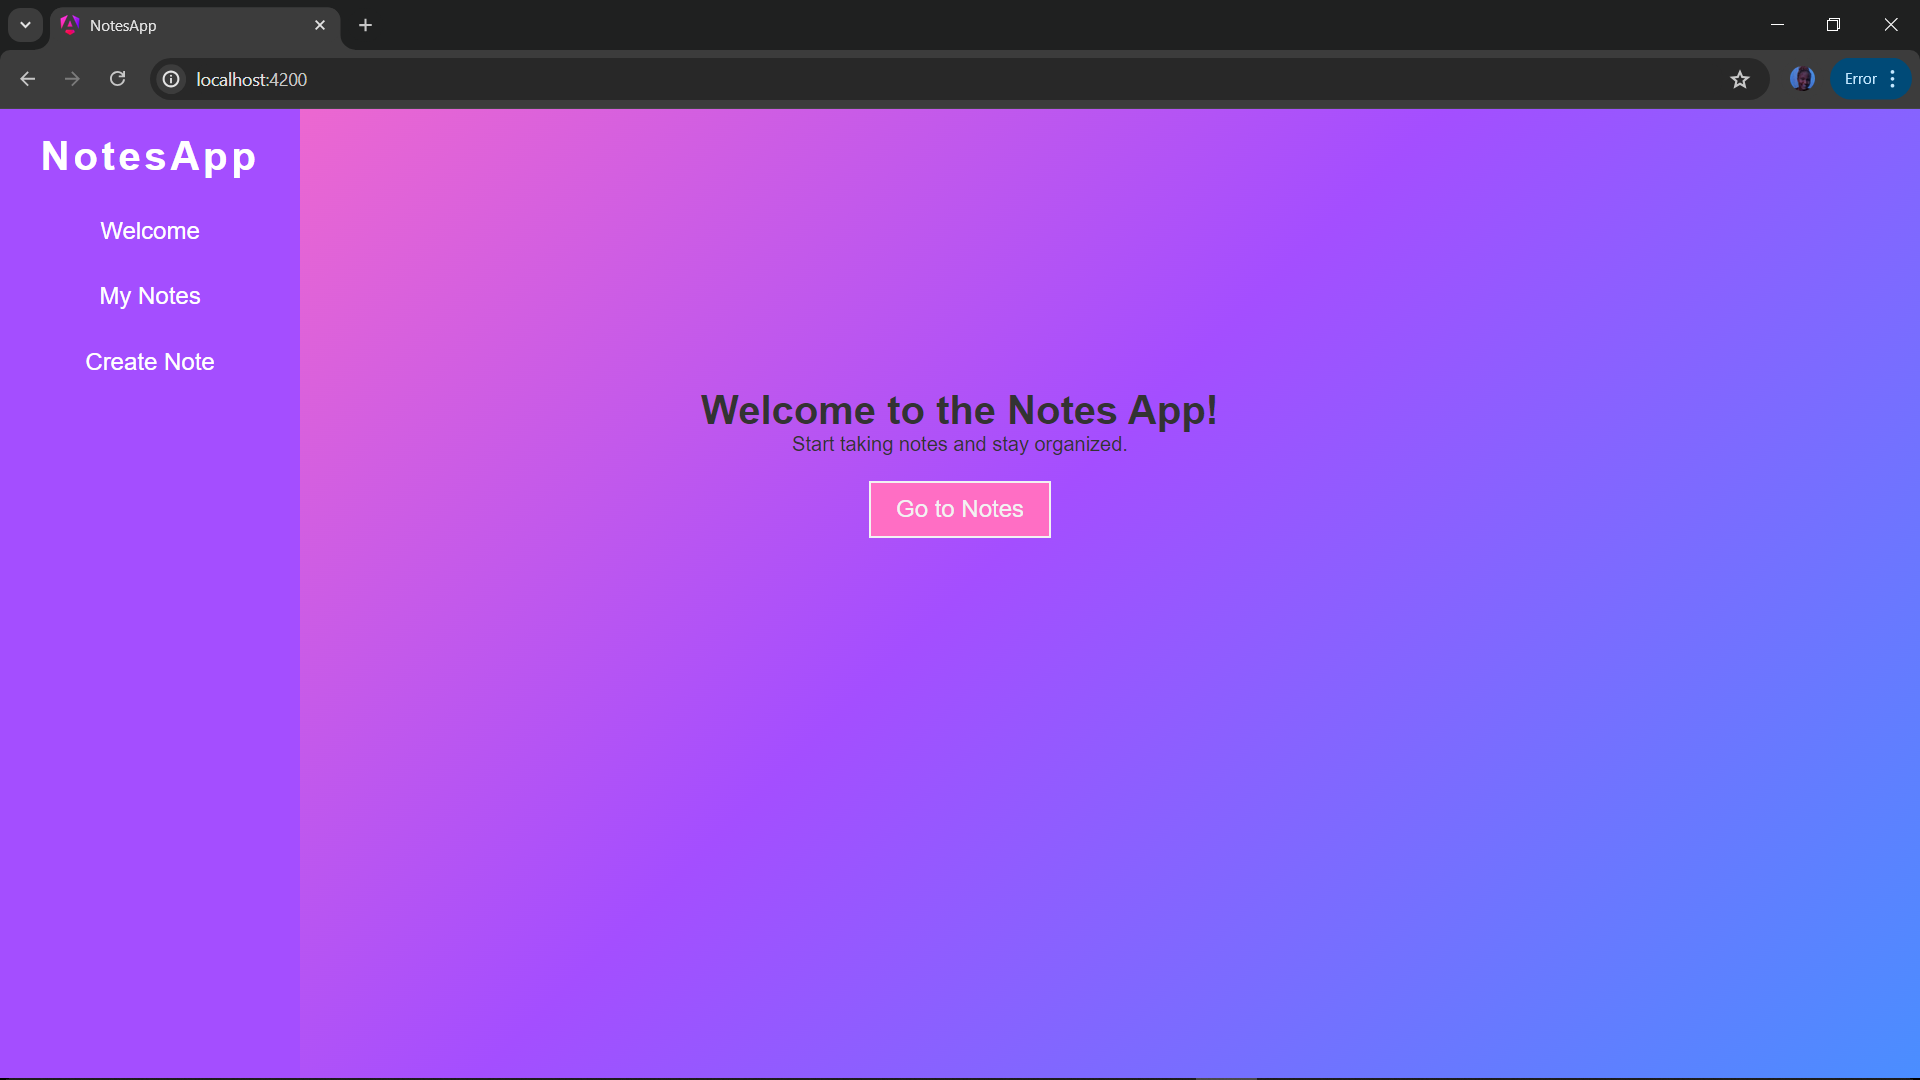 NotesApp
localhost:4200
Error
NotesApp
Welcome
My Notes
Create Note
Welcome to the Notes App!
Start taking notes and stay organized.
Go to Notes